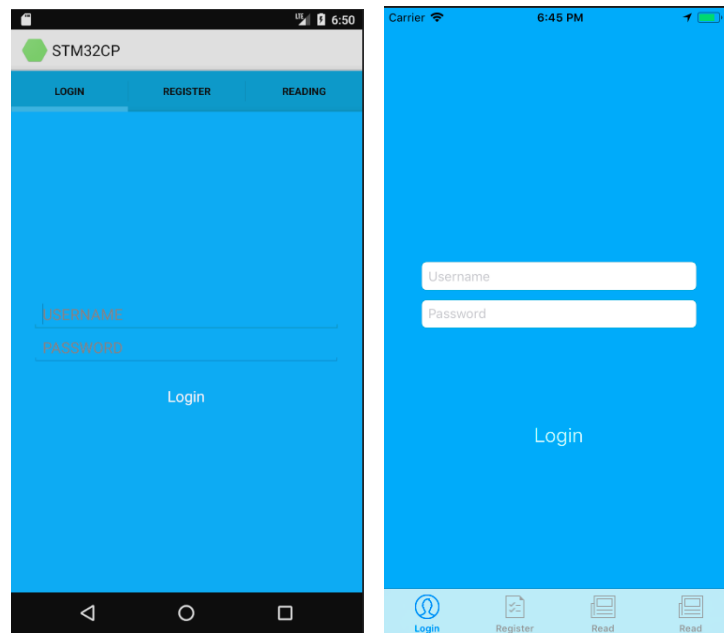 LTE 6:50
STM32CP
LOGIN REGISTER READING
USERNAME
PASSWORD
Login
Carrier 6:45 PM
Username
Password
Login
Login Register Read Read